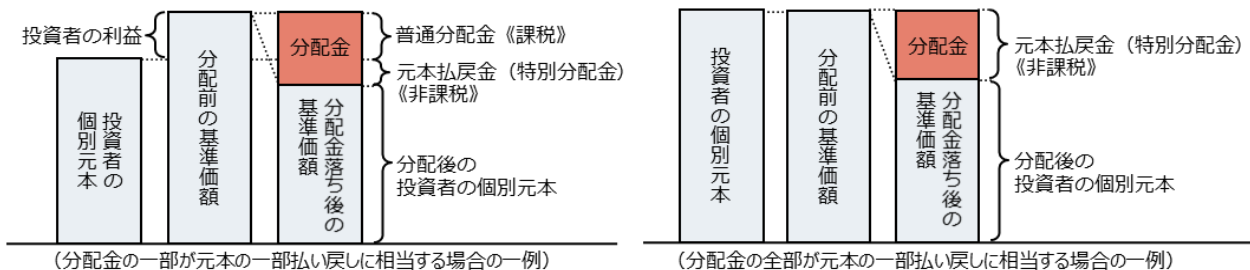 投資者の利益
投資者の
個別元本
分配前の基準価額
分配金
分配金落ち後の
基準価額
普通分配金《課税》
元本払戻金（特別分配金）
《非課税》
分配後の
投資者の個別元本
（分配金の一部が元本の一部払い戻しに相当する場合の一例）
投資者の個別元本
分配前の基準価額
分配金
分配金落ち後の
基準価額
元本払戻金（特別分配金）
《非課税》
分配後の
投資者の個別元本
（分配金の全部が元本の一部払い戻しに相当する場合の一例）